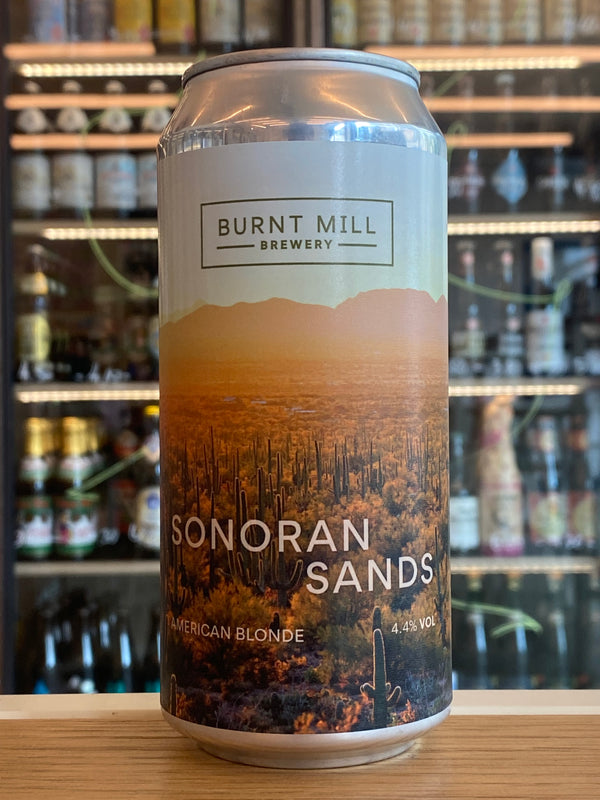 BURNT MILL
BREWERY
SONORAN
SANDS
AMERICAN BLONDE
4.4% VOL